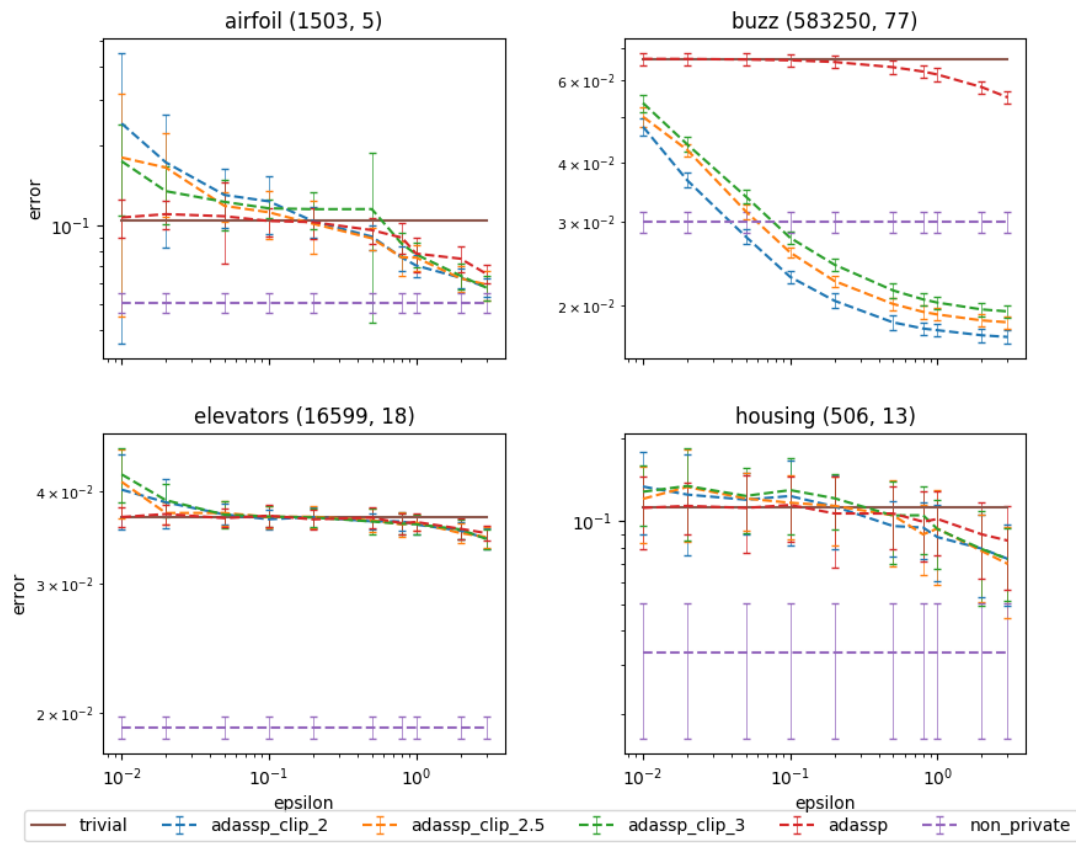 airfoil (1503, 5)
buzz (583250, 77)
error
10⁻¹
6 × 10⁻²
4 × 10⁻²
3 × 10⁻²
2 × 10⁻²
elevators (16599, 18)
housing (506, 13)
error
4 × 10⁻²
3 × 10⁻²
2 × 10⁻²
10⁻¹
10⁻² 10⁻¹ 10⁰
10⁻² 10⁻¹ 10⁰
epsilon
epsilon
trivial adassp_clip_2 adassp_clip_2.5 adassp_clip_3 adassp non_private